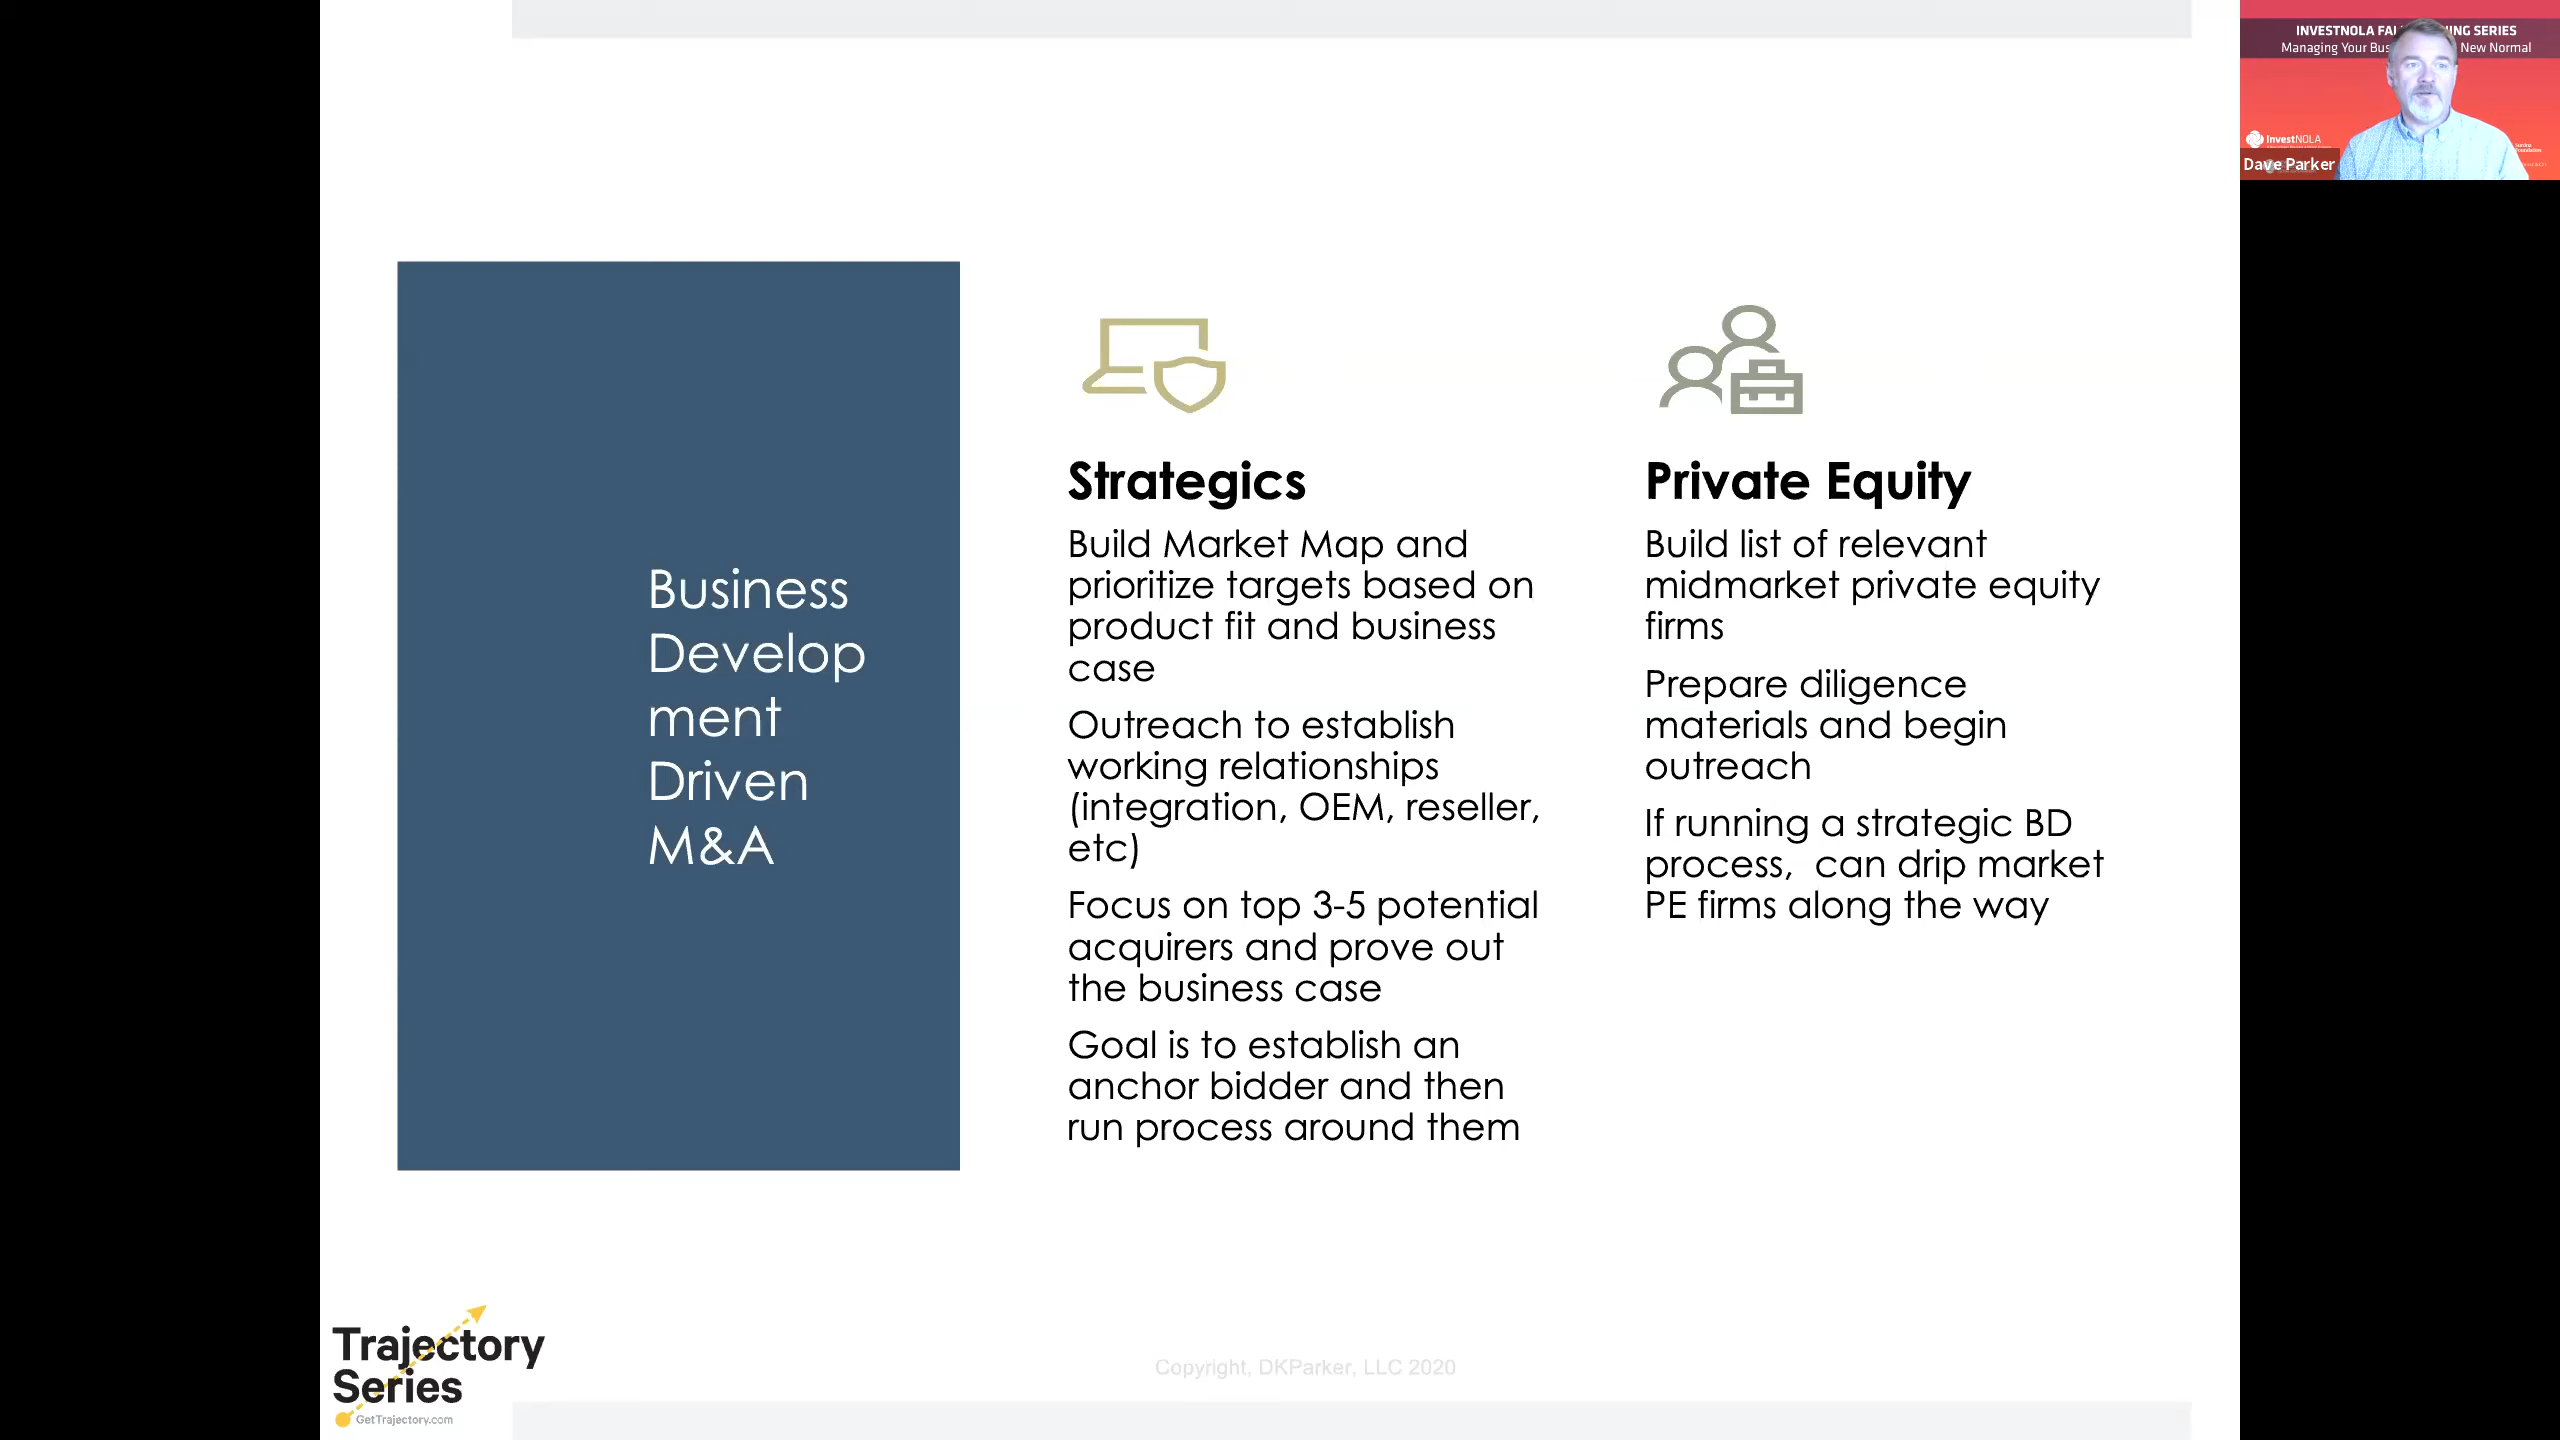 INVESTNOLA FAL NG SERIES
Managing Your Bus New Normal
InvestNOLA
Dave Parker
Business
Develop
ment
Driven
M&A
Strategics
Build Market Map and
prioritize targets based on
product fit and business
case
Outreach to establish
working relationships
(integration, OEM, reseller,
etc)
Focus on top 3-5 potential
acquirers and prove out
the business case
Goal is to establish an
anchor bidder and then
run process around them
Private Equity
Build list of relevant
midmarket private equity
firms
Prepare diligence
materials and begin
outreach
If running a strategic BD
process,  can drip market
PE firms along the way
Trajectory
Series
GetTrajectory.com
Copyright, DKParker, LLC 2020